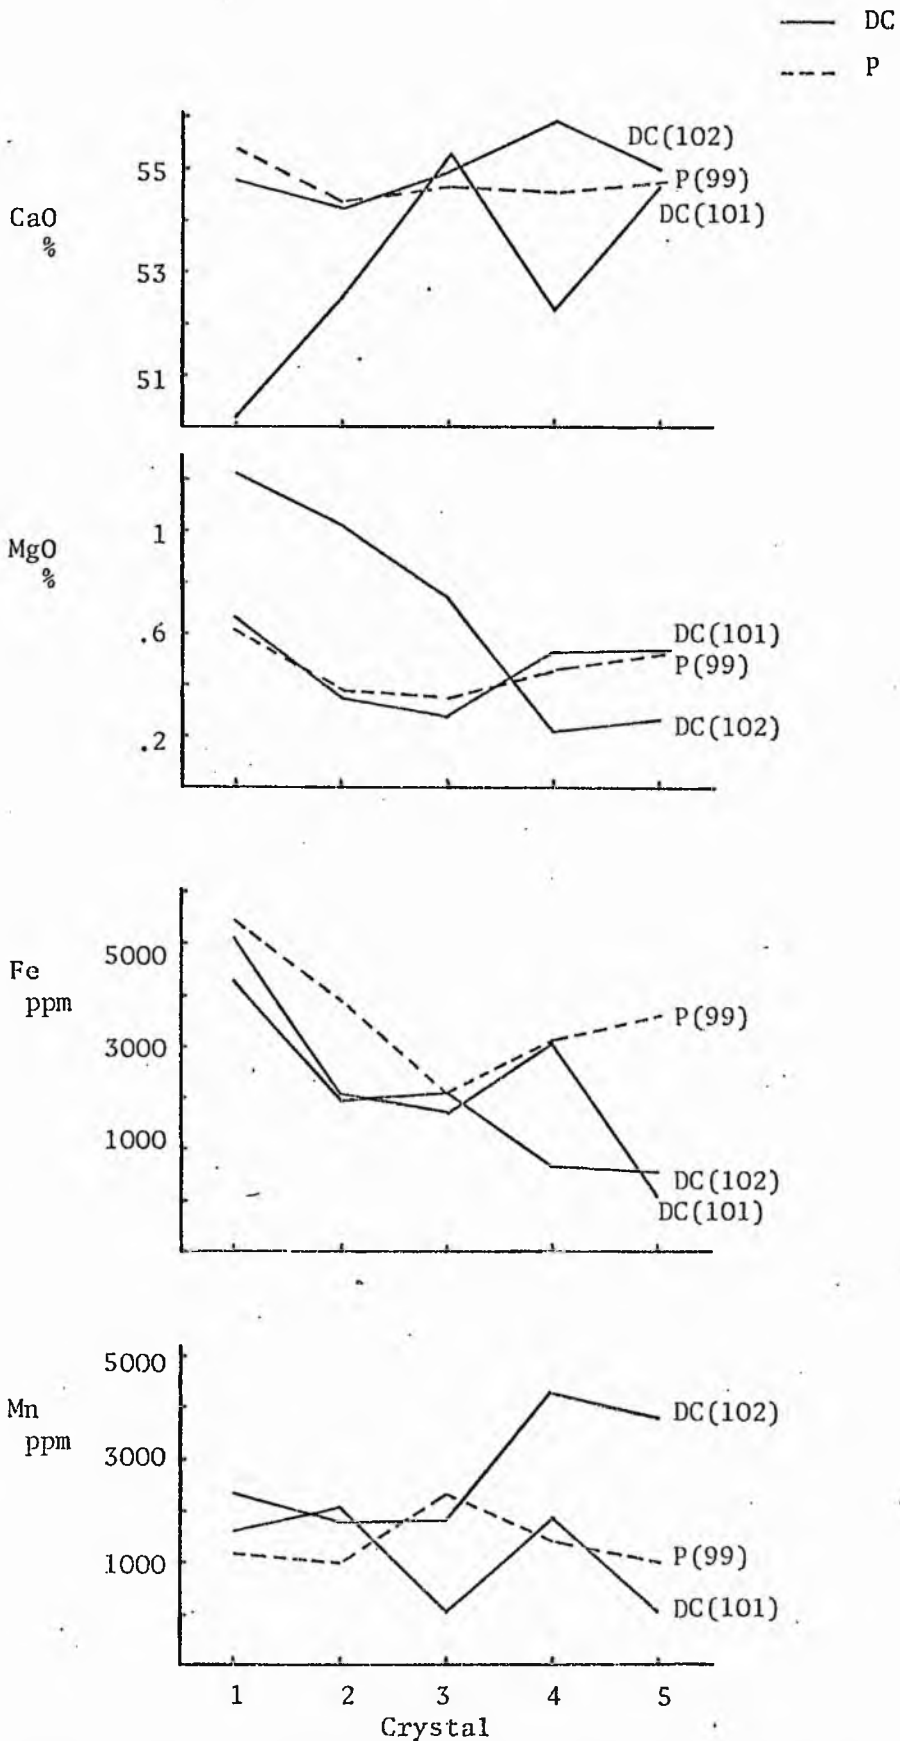 DC
P
CaO
%
55
53
51
DC(102)
P(99)
DC(101)
MgO
%
1
.6
.2
DC(101)
P(99)
DC(102)
Fe
ppm
5000
3000
1000
P(99)
DC(102)
DC(101)
Mn
ppm
5000
3000
1000
DC(102)
P(99)
DC(101)
1 2 3 4 5
Crystal